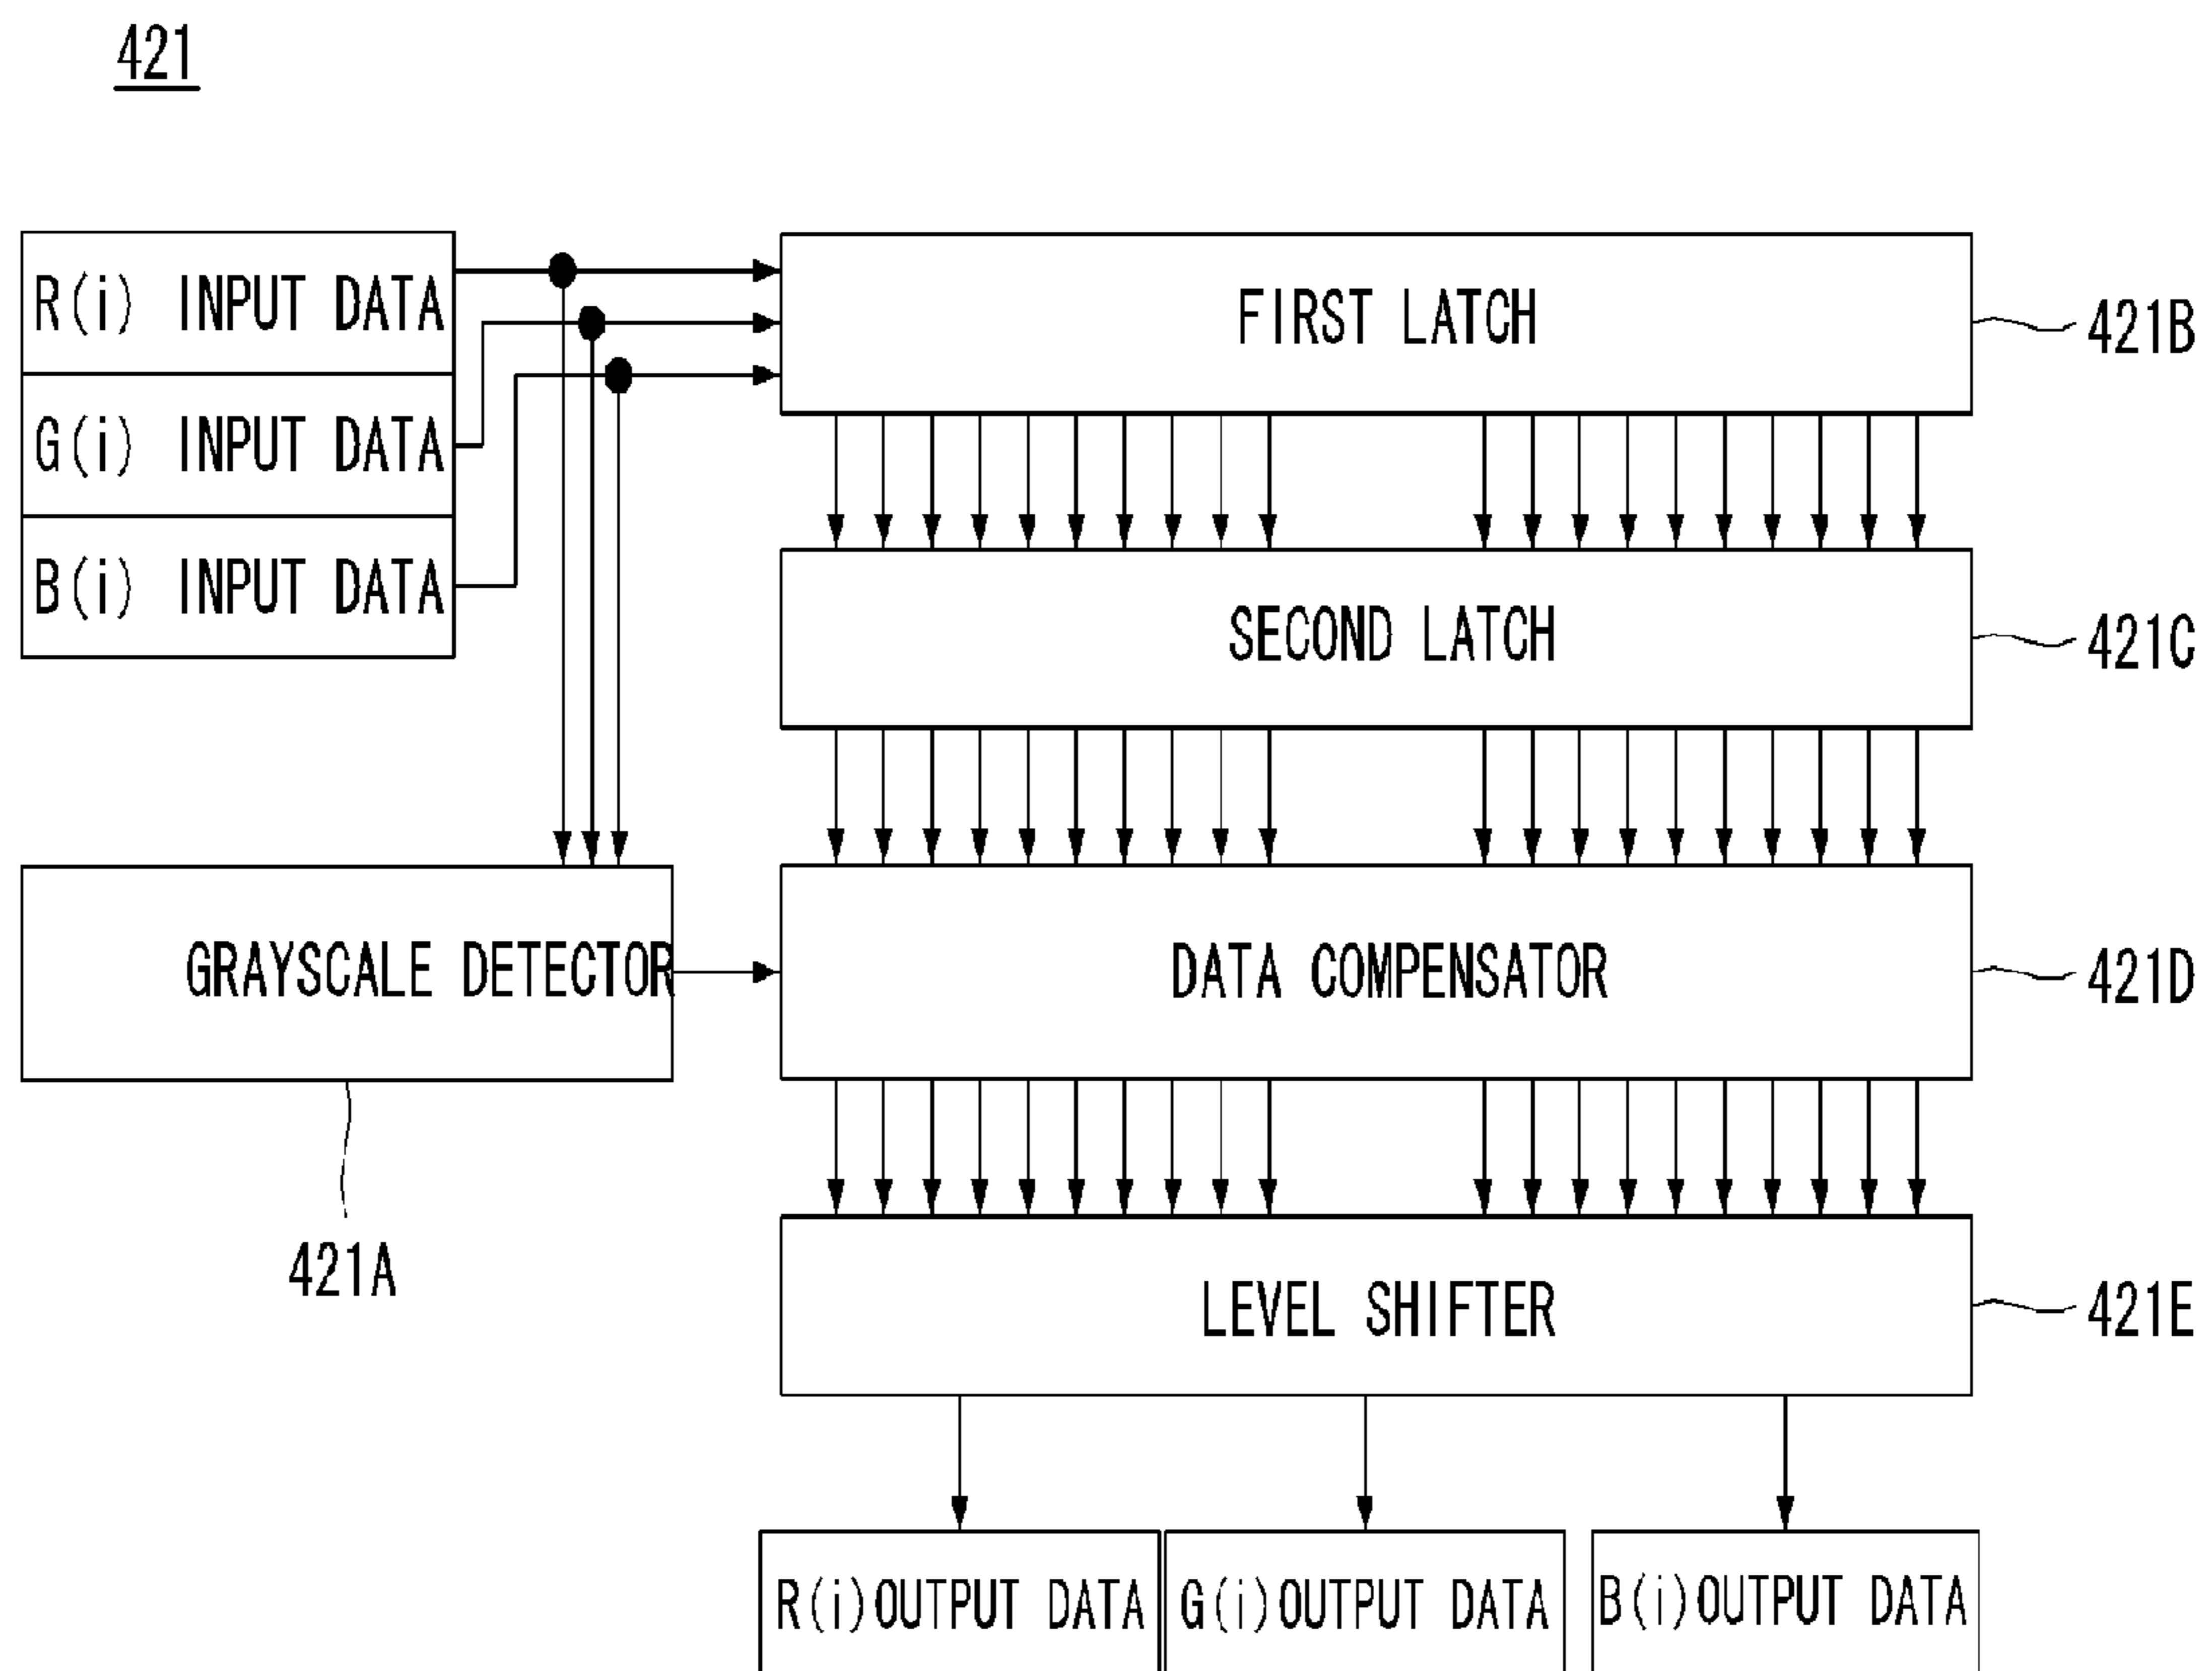 421
R(i) INPUT DATA
G(i) INPUT DATA
B(i) INPUT DATA
FIRST LATCH
421B
SECOND LATCH
421C
GRAYSCALE DETECTOR
421A
DATA COMPENSATOR
421D
LEVEL SHIFTER
421E
R(i)OUTPUT DATA
G(i)OUTPUT DATA
B(i)OUTPUT DATA